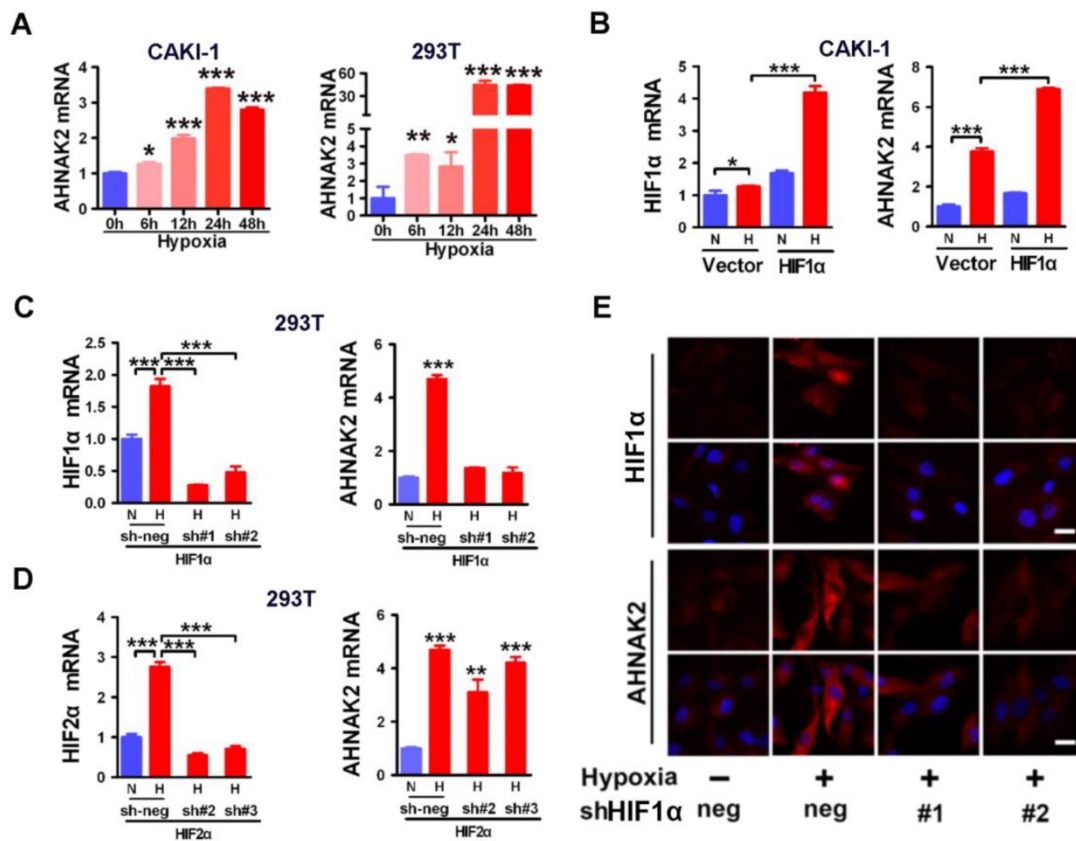 A
CAKI-1
293T
AHNAK2 mRNA
4
3
2
1
0
*
***
***
***
0h 6h 12h 24h 48h
Hypoxia
AHNAK2 mRNA
60
30
4
3
2
1
0
**
*
***
***
0h 6h 12h 24h 48h
Hypoxia
B
CAKI-1
HIF1α mRNA
5
4
3
2
1
0
*
***
N H N H
Vector HIF1α
AHNAK2 mRNA
8
6
4
2
0
***
***
N H N H
Vector HIF1α
C
293T
HIF1α mRNA
2.5
2.0
1.5
1.0
0.5
0.0
***
***
***
N H H H
sh-neg sh#1 sh#2
HIF1α
AHNAK2 mRNA
6
4
2
0
***
N H H H
sh-neg sh#1 sh#2
HIF1α
D
293T
HIF2α mRNA
4
3
2
1
0
***
***
***
N H H H
sh-neg sh#2 sh#3
HIF2α
AHNAK2 mRNA
6
4
2
0
***
**
***
N H H H
sh-neg sh#2 sh#3
HIF2α
E
HIF1α
AHNAK2
Hypoxia − + + +
shHIF1α neg neg #1 #2